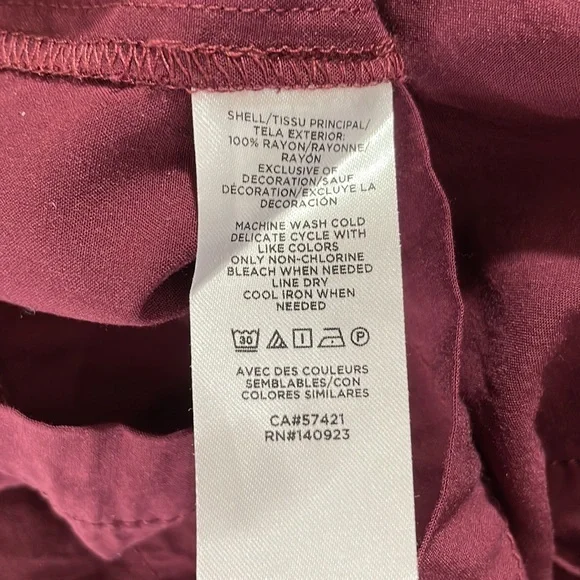 SHELL/TISSU PRINCIPAL/
TELA EXTERIOR:
100% RAYON/RAYONNE/
RAYÓN
EXCLUSIVE OF
DECORATION/SAUF
DÉCORATION/EXCLUYE LA
DECORACIÓN
MACHINE WASH COLD
DELICATE CYCLE WITH
LIKE COLORS
ONLY NON-CHLORINE
BLEACH WHEN NEEDED
LINE DRY
COOL IRON WHEN
NEEDED
30 P
AVEC DES COULEURS
SEMBLABLES/CON
COLORES SIMILARES
CA#57421
RN#140923